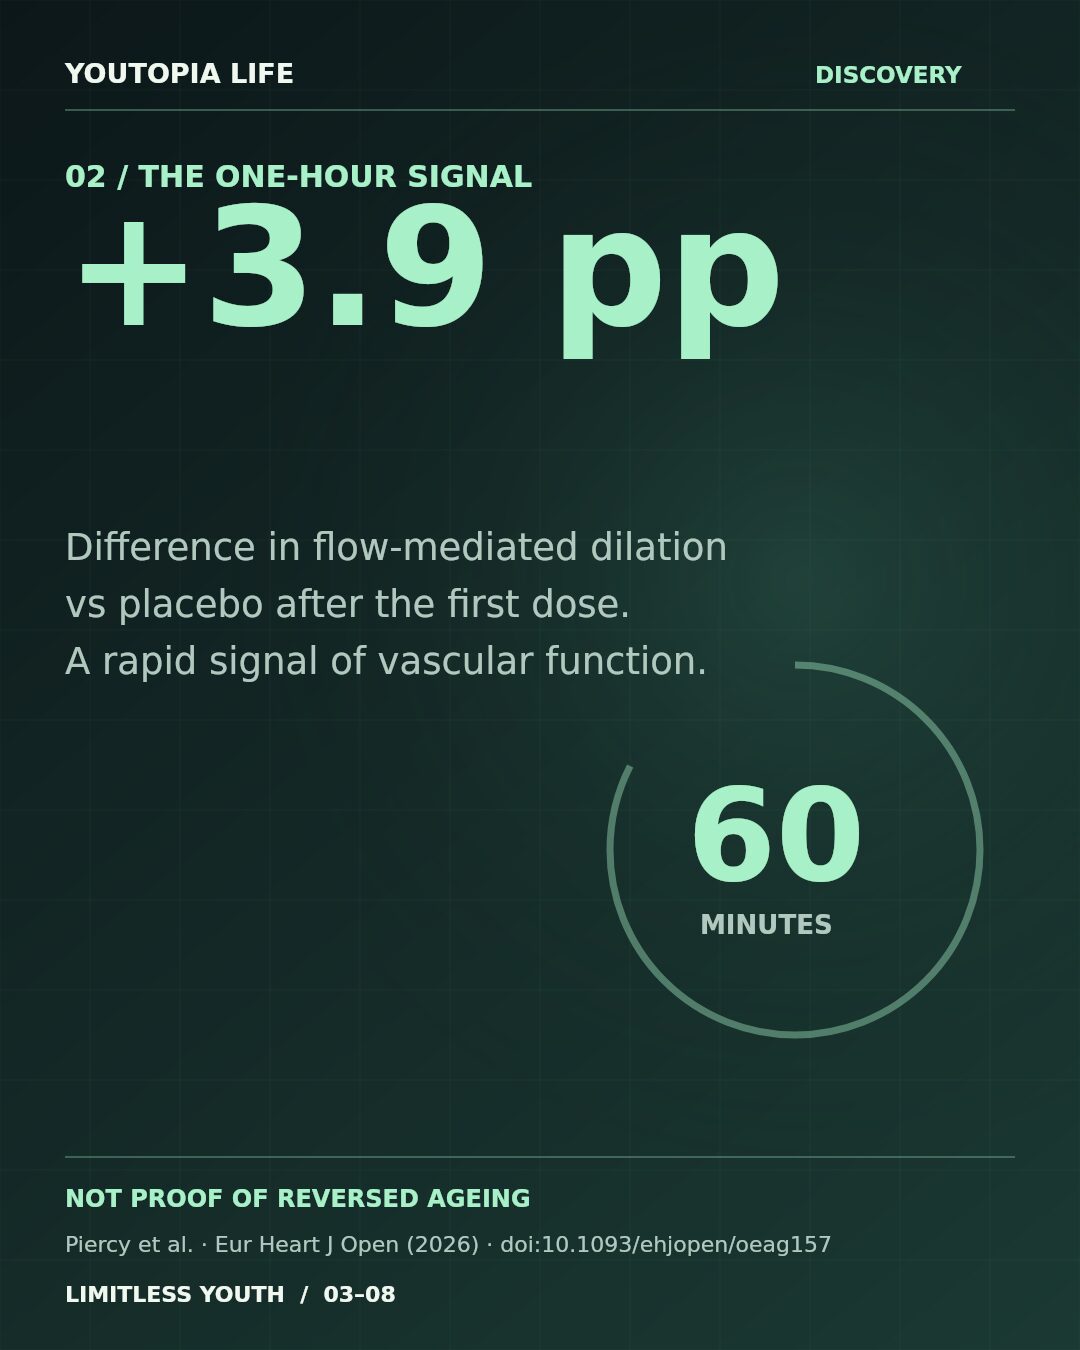 YOUTOPIA LIFE
DISCOVERY
02 / THE ONE-HOUR SIGNAL
+3.9 pp
Difference in flow-mediated dilation
vs placebo after the first dose.
A rapid signal of vascular function.
60
MINUTES
NOT PROOF OF REVERSED AGEING
Piercy et al. · Eur Heart J Open (2026) · doi:10.1093/ehjopen/oeag157
LIMITLESS YOUTH / 03–08